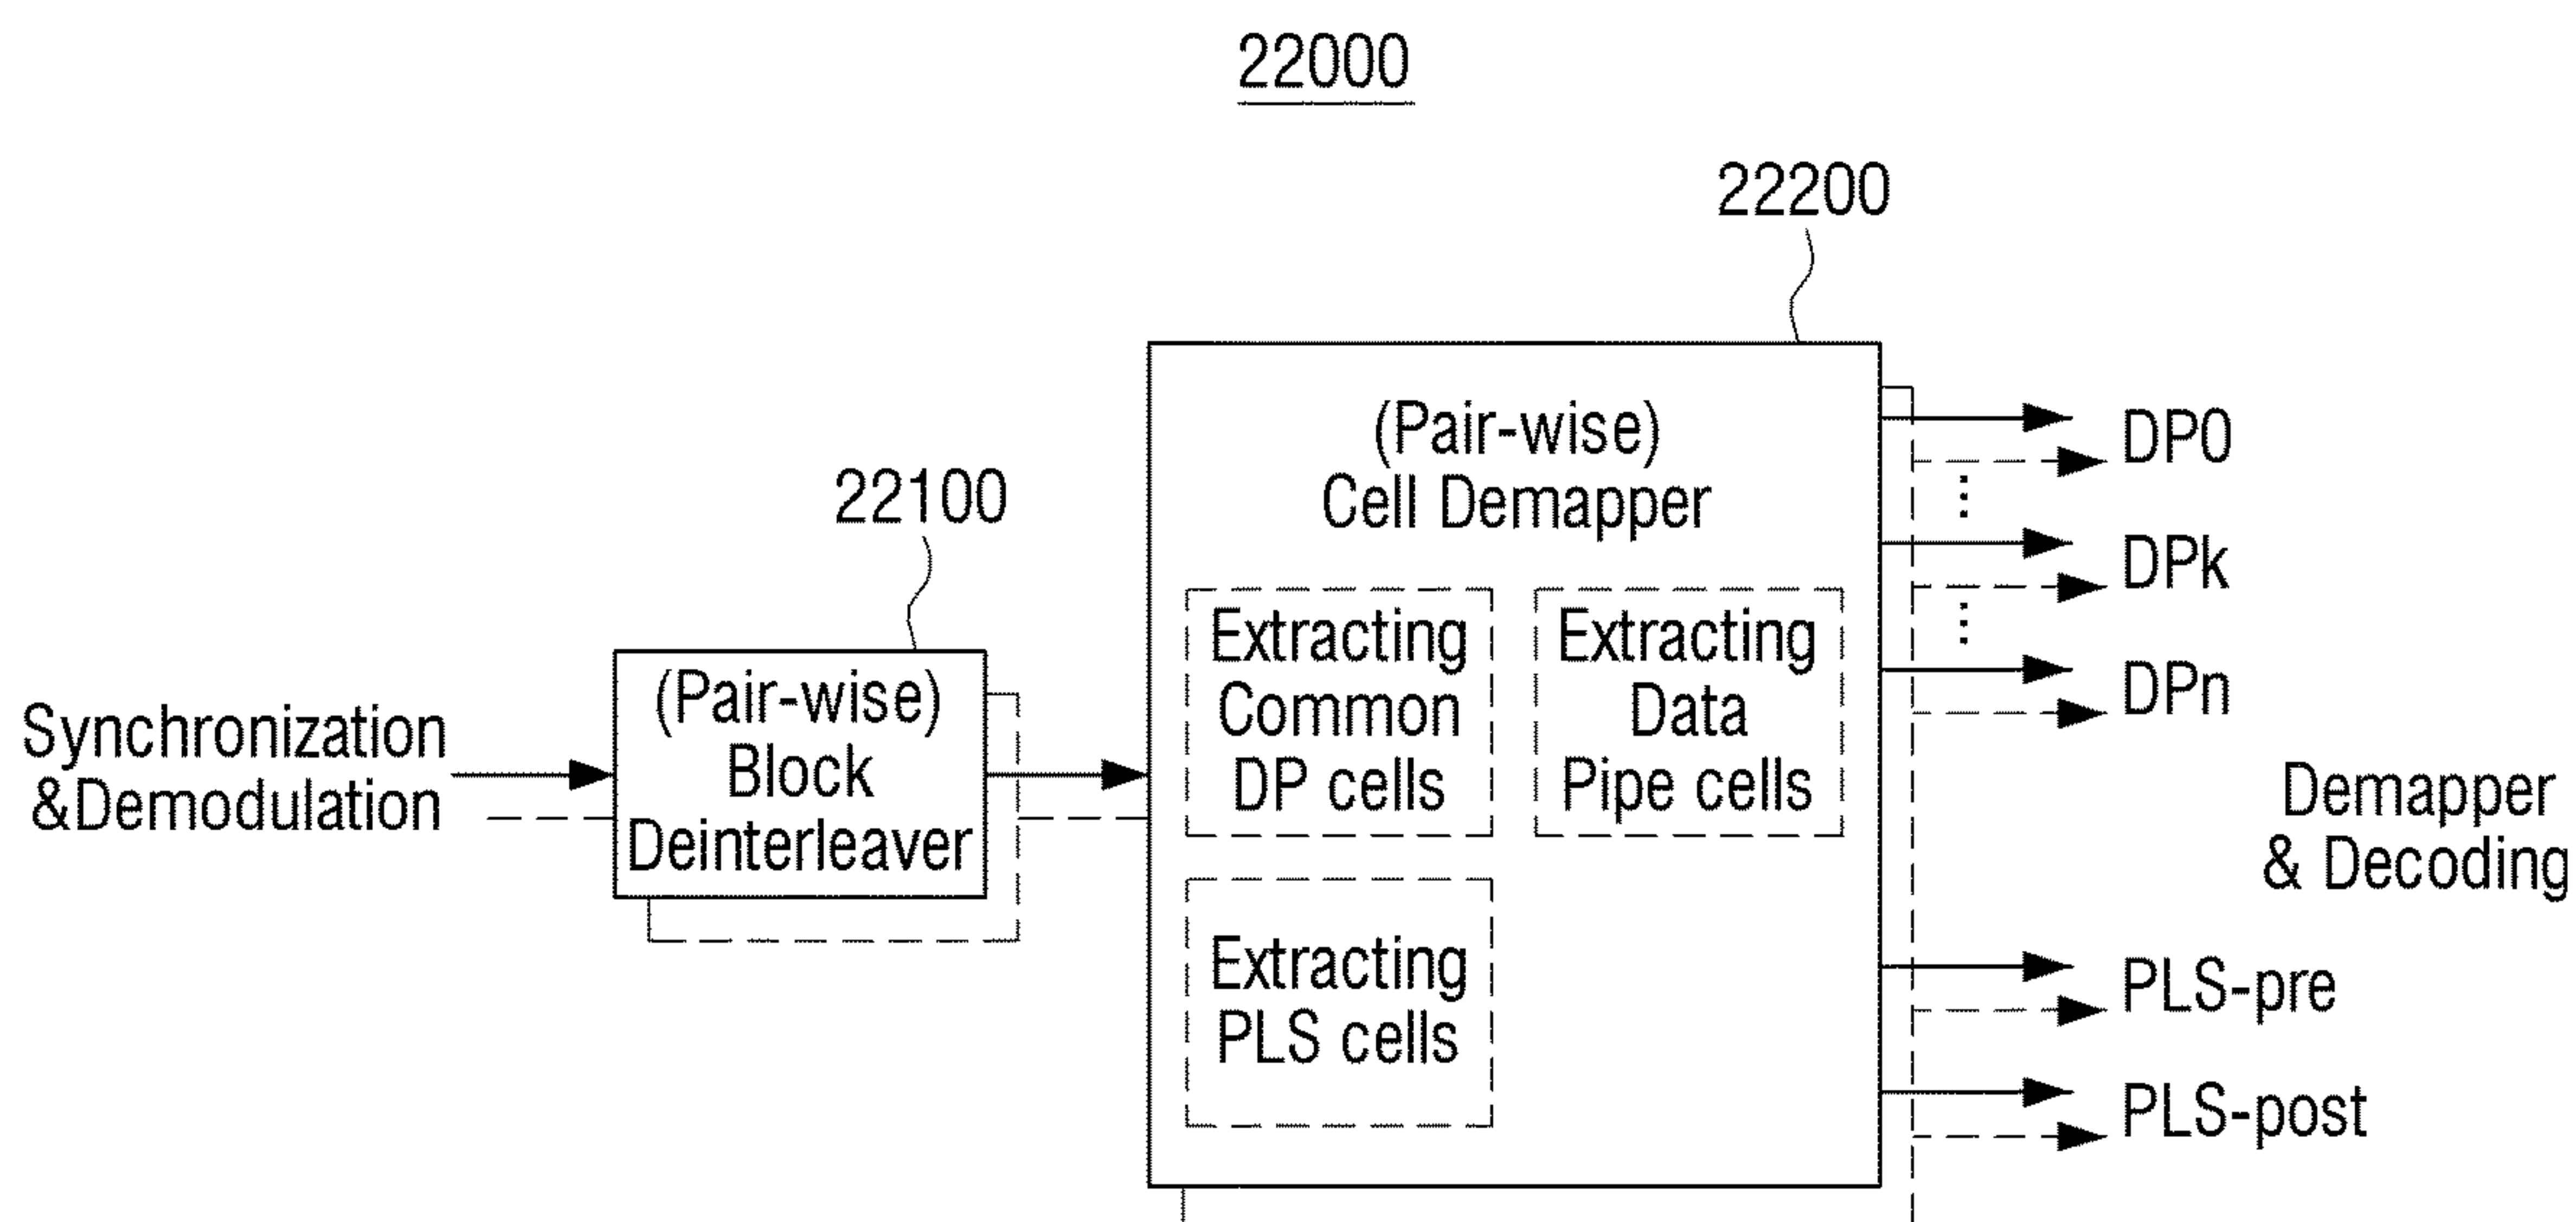 22000
22200
22100
(Pair-wise)
Cell Demapper
Extracting
Common
DP cells
Extracting
Data
Pipe cells
Extracting
PLS cells
(Pair-wise)
Block
Deinterleaver
Synchronization
&Demodulation
DP0
DPk
DPn
Demapper
& Decoding
PLS-pre
PLS-post